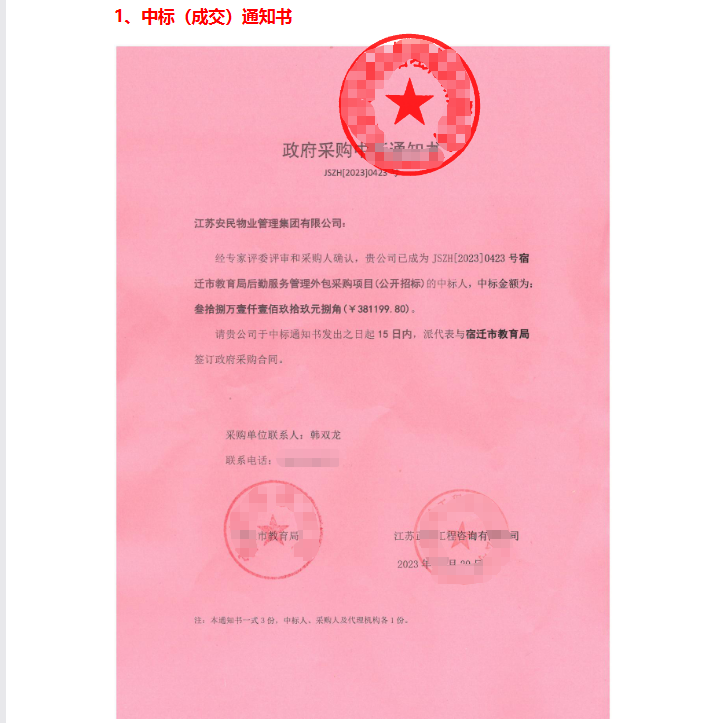 1、中标（成交）通知书
政府采购中 通知书
JSZH[2023]0423
江苏安民物业管理集团有限公司：
经专家评委评审和采购人确认，贵公司已成为 JSZH[2023]0423 号宿
迁市教育局后勤服务管理外包采购项目(公开招标)的中标人，中标金额为：
叁拾捌万壹仟壹佰玖拾玖元捌角(￥381199.80)。
请贵公司于中标通知书发出之日起 15 日内，派代表与宿迁市教育局
签订政府采购合同。
采购单位联系人：韩双龙
联系电话：
市教育局
江苏 工程咨询有 司
2023 年 月 20 日
注：本通知书一式 3 份，中标人、采购人及代理机构各 1 份。